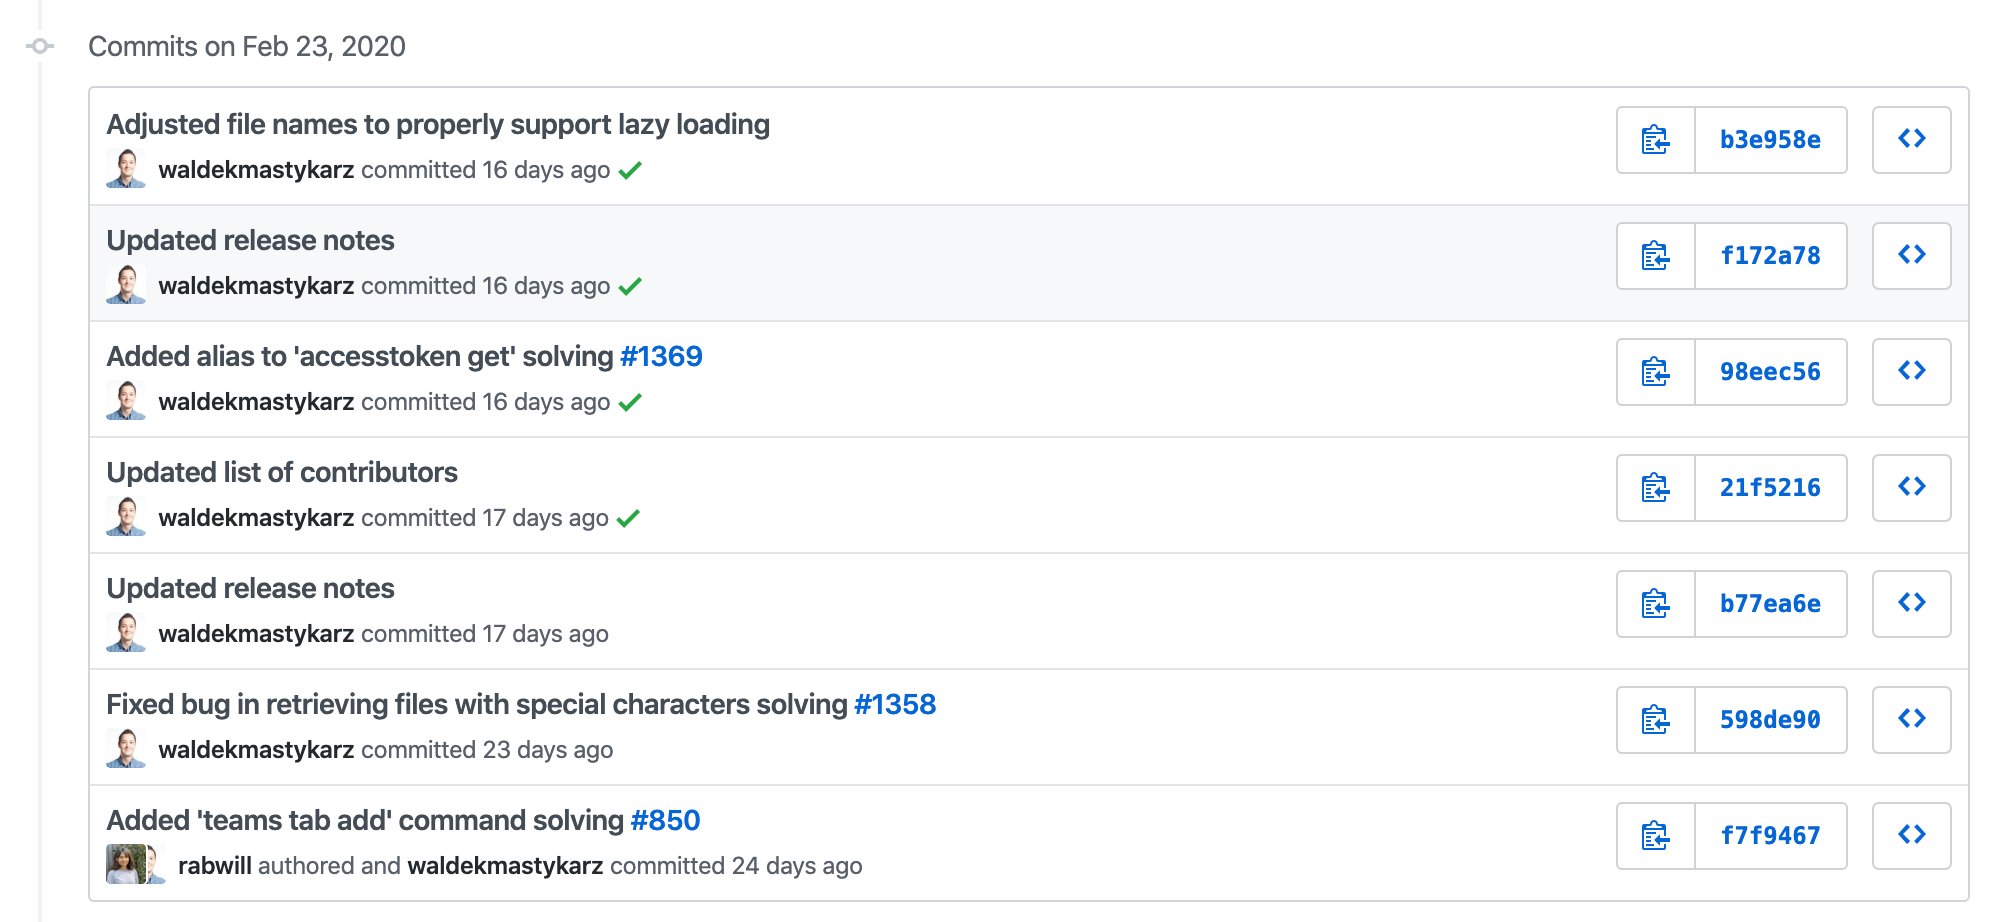 Commits on Feb 23, 2020
Adjusted file names to properly support lazy loading
b3e958e
waldekmastykarz committed 16 days ago
Updated release notes
f172a78
waldekmastykarz committed 16 days ago
Added alias to 'accesstoken get' solving #1369
98eec56
waldekmastykarz committed 16 days ago
Updated list of contributors
21f5216
waldekmastykarz committed 17 days ago
Updated release notes
b77ea6e
waldekmastykarz committed 17 days ago
Fixed bug in retrieving files with special characters solving #1358
598de90
waldekmastykarz committed 23 days ago
Added 'teams tab add' command solving #850
f7f9467
rabwill authored and waldekmastykarz committed 24 days ago